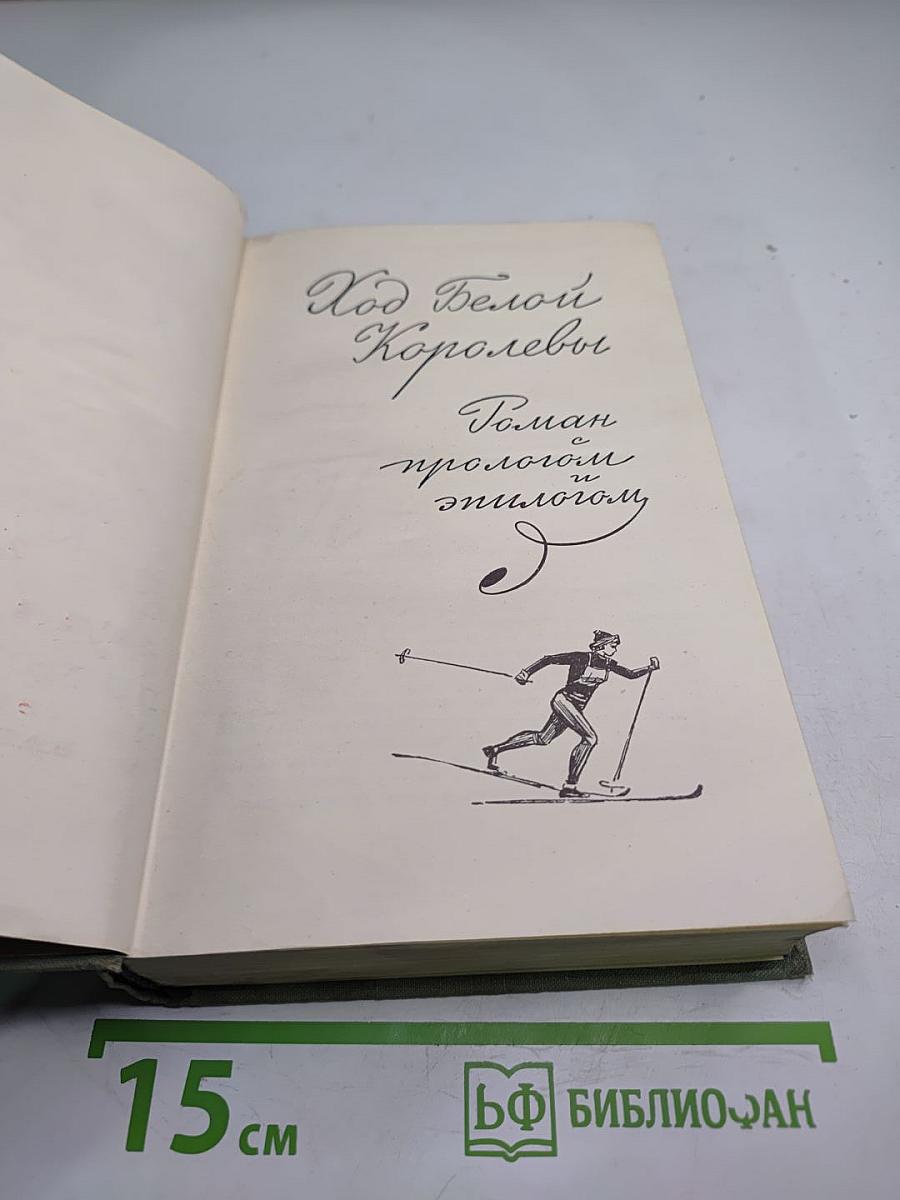 Ход Белой
Королевы
Роман
с
прологом
и
эпилогом
15 см
БФ БИБЛИОФАН